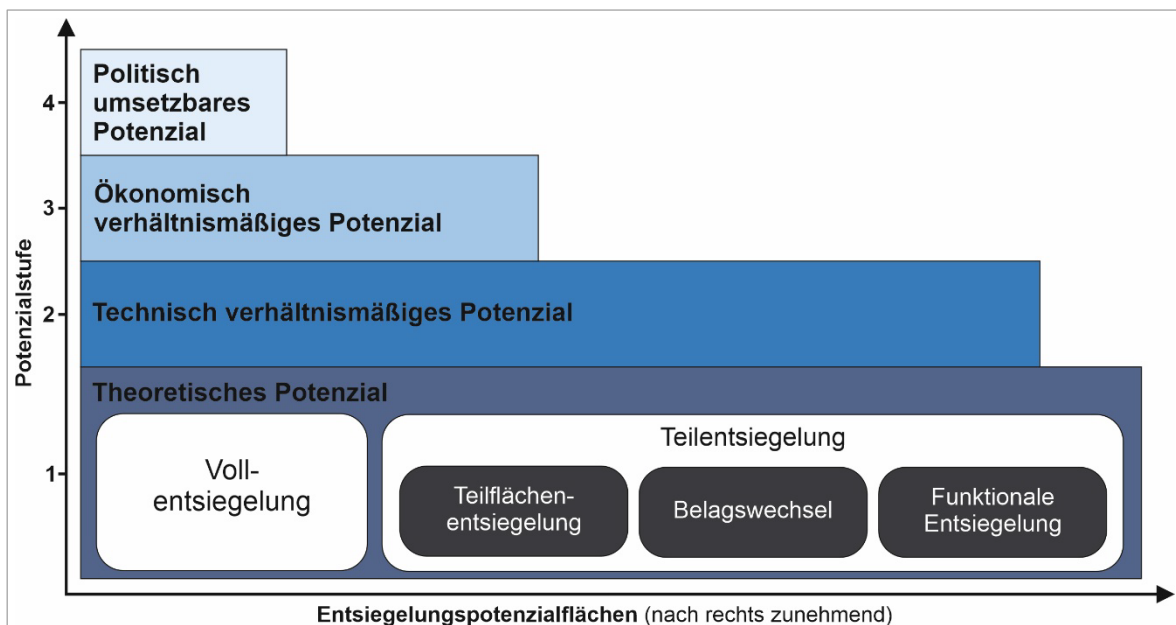 Potenzialstufe
4
Politisch
umsetzbares
Potenzial
3
Ökonomisch
verhältnismäßiges Potenzial
2
Technisch verhältnismäßiges Potenzial
1
Theoretisches Potenzial
Voll-
entsiegelung
Teilentsiegelung
Teilflächen-
entsiegelung
Belagswechsel
Funktionale
Entsiegelung
Entsiegelungspotenzialflächen (nach rechts zunehmend)